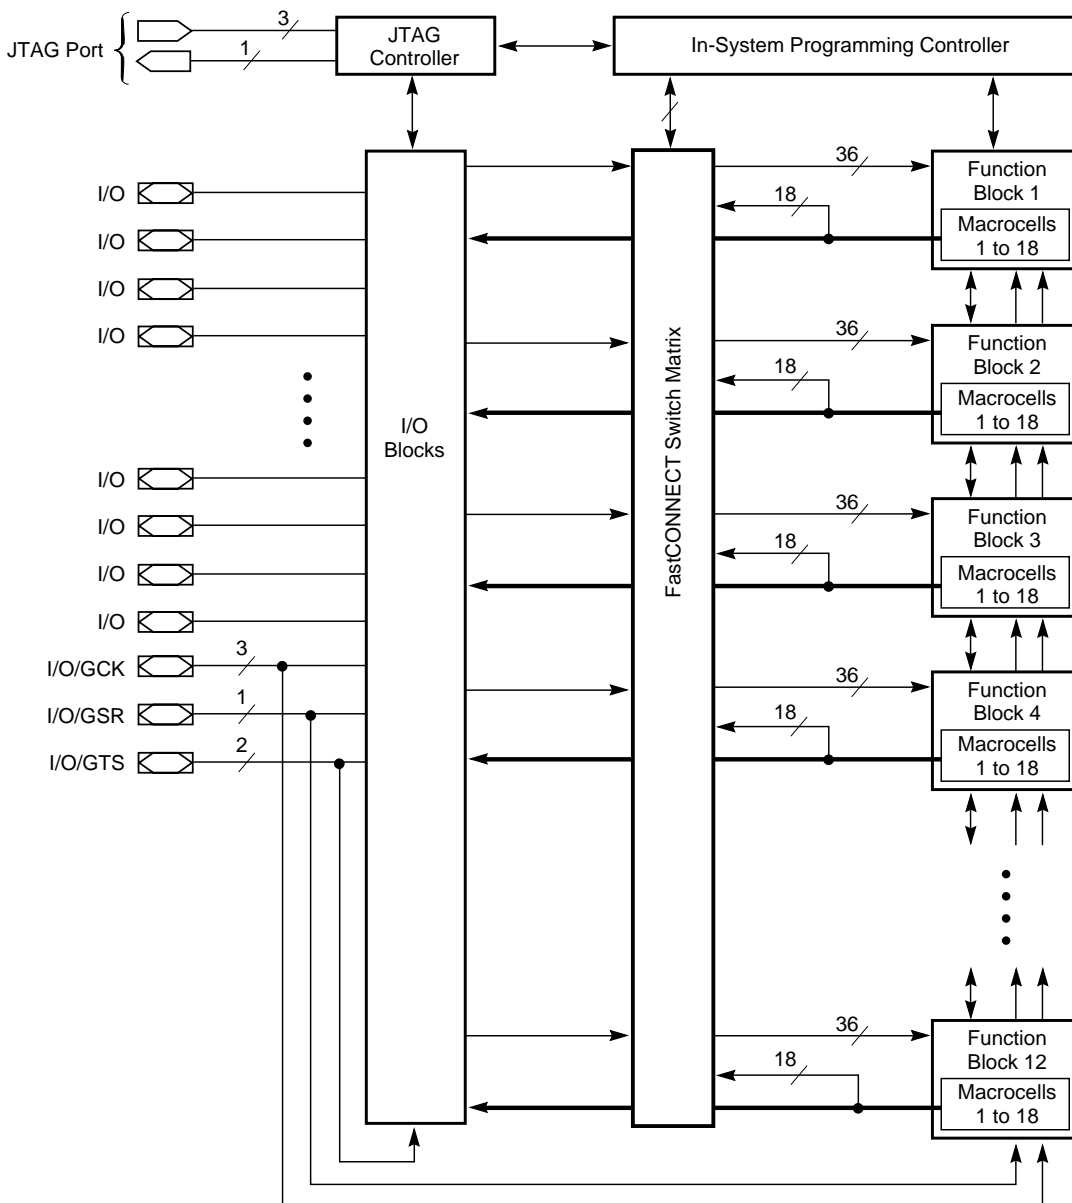 JTAG Port
3
1
JTAG
Controller
In-System Programming Controller
I/O
I/O
I/O
I/O
I/O
I/O
I/O
I/O
I/O/GCK
3
I/O/GSR
1
I/O/GTS
2
I/O
Blocks
FastCONNECT Switch Matrix
36
18
Function
Block 1
Macrocells
1 to 18
36
18
Function
Block 2
Macrocells
1 to 18
36
18
Function
Block 3
Macrocells
1 to 18
36
18
Function
Block 4
Macrocells
1 to 18
36
18
Function
Block 12
Macrocells
1 to 18